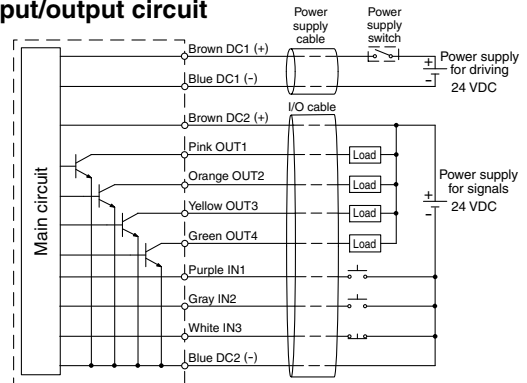 put/output circuit
Power
supply
cable
Power
supply
switch
Brown DC1 (+)
Blue DC1 (-)
+
-
Power supply
for driving
24 VDC
I/O cable
Brown DC2 (+)
Pink OUT1
Load
Orange OUT2
Load
Yellow OUT3
Load
Green OUT4
Load
+
-
Power supply
for signals
24 VDC
Purple IN1
Gray IN2
White IN3
Blue DC2 (-)
Main circuit